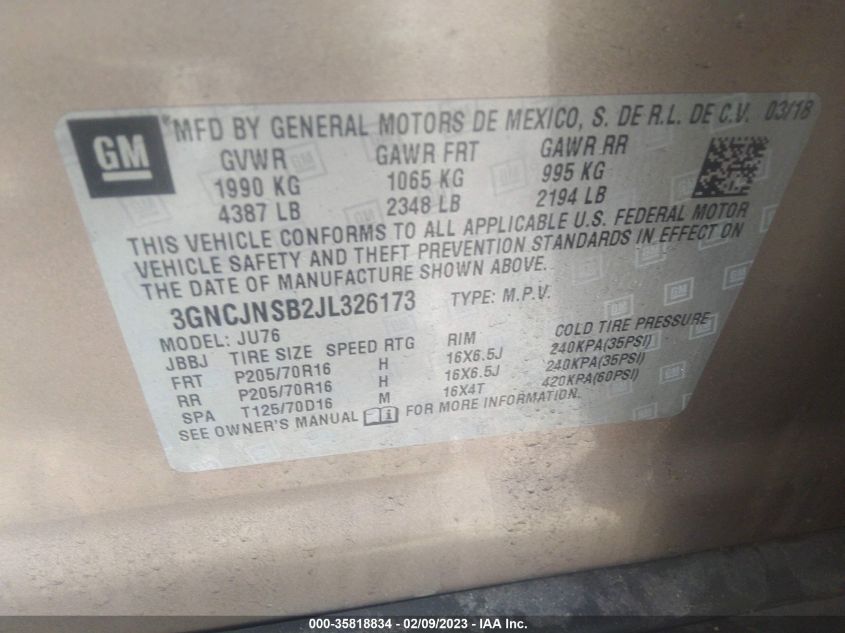 GM
MFD BY GENERAL MOTORS DE MEXICO, S. DE R.L. DE C.V. 03/18
GVWR GAWR FRT GAWR RR
1990 KG 1065 KG 995 KG
4387 LB 2348 LB 2194 LB
THIS VEHICLE CONFORMS TO ALL APPLICABLE U.S. FEDERAL MOTOR
VEHICLE SAFETY AND THEFT PREVENTION STANDARDS IN EFFECT ON
THE DATE OF MANUFACTURE SHOWN ABOVE.
3GNCJNSB2JL326173 TYPE: M.P.V.
MODEL: JU76
JBBJ TIRE SIZE SPEED RTG RIM COLD TIRE PRESSURE
FRT P205/70R16 H 16X6.5J 240KPA(35PSI)
RR P205/70R16 H 16X6.5J 240KPA(35PSI)
SPA T125/70D16 M 16X4T 420KPA(60PSI)
SEE OWNER'S MANUAL FOR MORE INFORMATION.
000-35818834 - 02/09/2023 - IAA Inc.